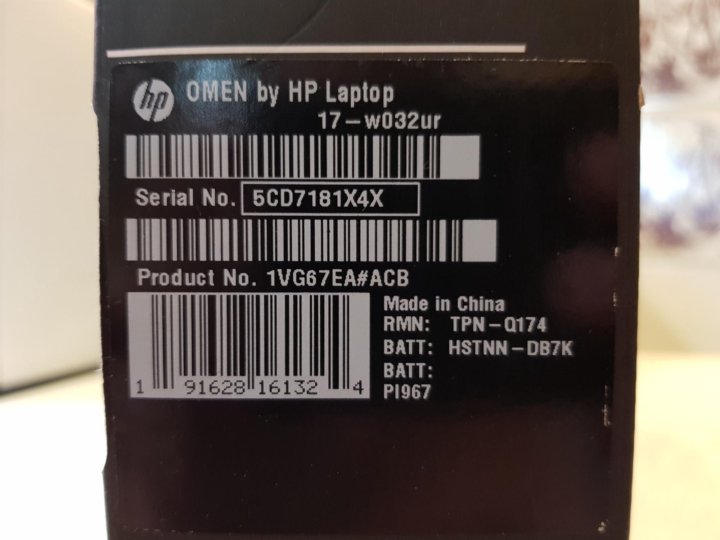 hp OMEN by HP Laptop
17-w032ur
Serial No. 5CD7181X4X
Product No. 1VG67EA#ACB
Made in China
RMN: TPN-Q174
BATT: HSTNN-DB7K
BATT:
PI967
1 91628 16132 4